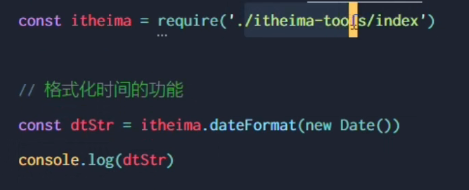 const itheima = require('./itheima-tools/index')
// 格式化时间的功能
const dtStr = itheima.dateFormat(new Date())
console.log(dtStr)